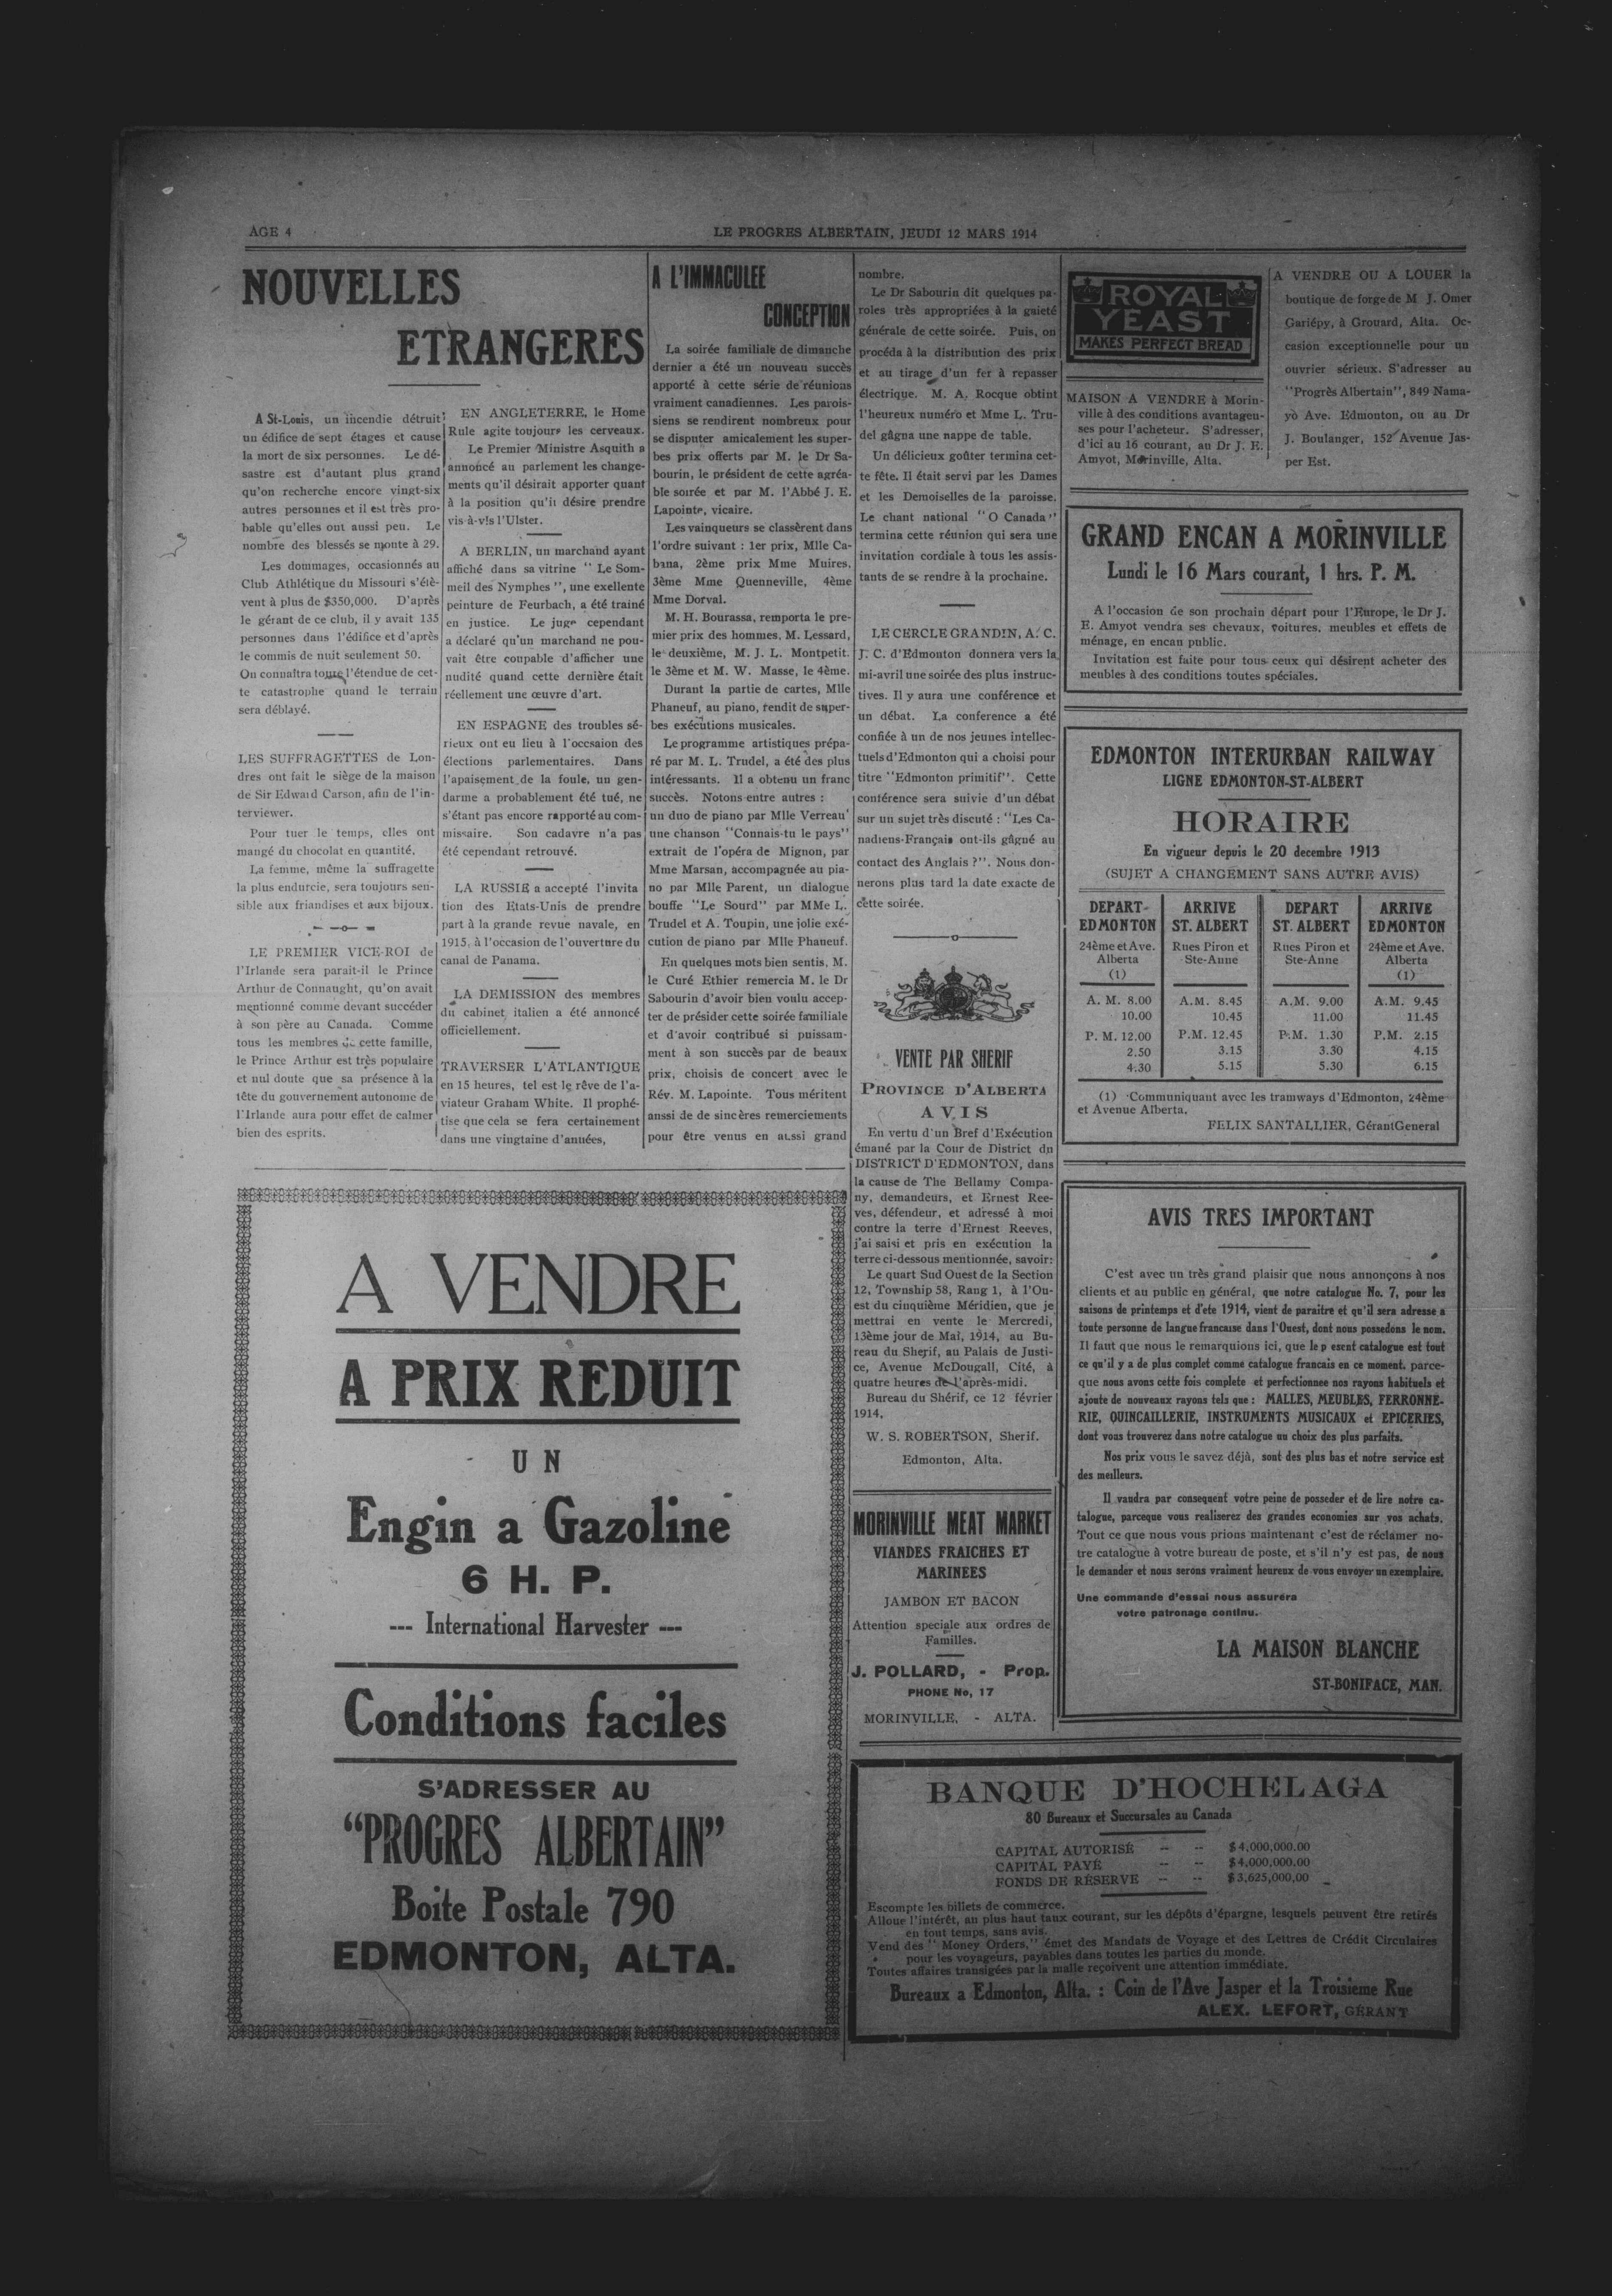 AGE 4
LE PROGRES ALBERTAIN, JEUDI 12 MARS 1914
NOUVELLES
ETRANGERES
A St-Louis, un incendie détruit
un édifice de sept étages et cause
la mort de six personnes. Le dé-
sastre est d'autant plus grand
qu'on recherche encore vingt-six
autres personnes et il est très pro-
bable qu'elles ont aussi peu. Le
nombre des blessés se monte à 29.
Les dommages, occasionnés au
Club Athlétique du Missouri s'élè-
vent à plus de $350,000. D'après
le gérant de ce club, il y avait 135
personnes dans l'édifice et d'après
le commis de nuit seulement 50.
On connaîtra toute l'étendue de cet-
te catastrophe quand le terrain
sera déblayé.
LES SUFFRAGETTES de Lon-
dres ont fait le siège de la maison
de Sir Edward Carson, afin de l'in-
terviewer.
Pour tuer le temps, elles ont
mangé du chocolat en quantité.
La femme, même la suffragette
la plus endurcie, sera toujours sen-
sible aux friandises et aux bijoux.
LE PREMIER VICE-ROI de
l'Irlande sera parait-il le Prince
Arthur de Connaught, qu'on avait
mentionné comme devant succéder
à son père au Canada. Comme
tous les membres de cette famille,
le Prince Arthur est très populaire
et nul doute que sa présence à la
tête du gouvernement autonome de
l'Irlande aura pour effet de calmer
bien des esprits.
EN ANGLETERRE, le Home
Rule agite toujours les cerveaux.
Le Premier Ministre Asquith a
annoncé au parlement les change-
ments qu'il désirait apporter quant
à la position qu'il désire prendre
vis-à-vis l'Ulster.
A BERLIN, un marchand ayant
affiché dans sa vitrine " Le Som-
meil des Nymphes ", une exellente
peinture de Feurbach, a été trainé
en justice. Le juge cependant
a déclaré qu'un marchand ne pou-
vait être coupable d'afficher une
nudité quand cette dernière était
réellement une œuvre d'art.
EN ESPAGNE des troubles sé-
rieux ont eu lieu à l'occsaion des
élections parlementaires. Dans
l'apaisement de la foule, un gen-
darme a probablement été tué, ne
s'étant pas encore rapporté au com-
missaire. Son cadavre n'a pas
été cependant retrouvé.
LA RUSSIE a accepté l'invita
tion des Etats-Unis de prendre
part à la grande revue navale, en
1915, à l'occasion de l'ouverture du
canal de Panama.
LA DEMISSION des membres
du cabinet italien a été annoncé
officiellement.
TRAVERSER L'ATLANTIQUE
en 15 heures, tel est le rêve de l'a-
viateur Graham White. Il prophé-
tise que cela se fera certainement
dans une vingtaine d'années,
A L'IMMACULEE
CONCEPTION
La soirée familiale de dimanche
dernier a été un nouveau succès
apporté à cette série de réunions
vraiment canadiennes. Les parois-
siens se rendirent nombreux pour
se disputer amicalement les super-
bes prix offerts par M. le Dr Sa-
bourin, le président de cette agréa-
ble soirée et par M. l'Abbé J. E.
Lapointe, vicaire.
Les vainqueurs se classèrent dans
l'ordre suivant : 1er prix, Mlle Ca-
bana, 2ème prix Mme Muires,
3ème Mme Quenneville, 4ème
Mme Dorval.
M. H. Bourassa, remporta le pre-
mier prix des hommes, M. Lessard,
le deuxième, M. J. L. Montpetit.
le 3ème et M. W. Masse, le 4ème.
Durant la partie de cartes, Mlle
Phaneuf, au piano, rendit de super-
bes exécutions musicales.
Le programme artistiques prépa-
ré par M. L. Trudel, a été des plus
intéressants. Il a obtenu un franc
succès. Notons entre autres :
un duo de piano par Mlle Verreau'
une chanson "Connais-tu le pays"
extrait de l'opéra de Mignon, par
Mme Marsan, accompagnée au pia-
no par Mlle Parent, un dialogue
bouffe "Le Sourd" par MMe L.
Trudel et A. Toupin, une jolie exé-
cution de piano par Mlle Phaneuf.
En quelques mots bien sentis, M.
le Curé Ethier remercia M. le Dr
Sabourin d'avoir bien voulu accep-
ter de présider cette soirée familiale
et d'avoir contribué si puissam-
ment à son succès par de beaux
prix, choisis de concert avec le
Rév. M. Lapointe. Tous méritent
aussi de de sincères remerciements
pour être venus en aussi grand
nombre.
Le Dr Sabourin dit quelques pa-
roles très appropriées à la gaieté
générale de cette soirée. Puis, on
procéda à la distribution des prix
et au tirage d'un fer à repasser
électrique. M. A. Rocque obtint
l'heureux numéro et Mme L. Tru-
del gâgna une nappe de table.
Un délicieux goûter termina cet-
te fête. Il était servi par les Dames
et les Demoiselles de la paroisse.
Le chant national "O Canada"
termina cette réunion qui sera une
invitation cordiale à tous les assis-
tants de se rendre à la prochaine.
LE CERCLE GRANDIN, A. C.
J. C. d'Edmonton donnera vers la
mi-avril une soirée des plus instruc-
tives. Il y aura une conférence et
un débat. La conference a été
confiée à un de nos jeunes intellec-
tuels d'Edmonton qui a choisi pour
titre "Edmonton primitif". Cette
conférence sera suivie d'un débat
sur un sujet très discuté : "Les Ca-
nadiens-Français ont-ils gâgné au
contact des Anglais ?". Nous don-
nerons plus tard la date exacte de
cette soirée.
VENTE PAR SHERIF
PROVINCE D'ALBERTA
AVIS
En vertu d'un Bref d'Exécution
émané par la Cour de District du
DISTRICT D'EDMONTON, dans
la cause de The Bellamy Compa-
ny, demandeurs, et Ernest Ree-
ves, défendeur, et adressé à moi
contre la terre d'Ernest Reeves,
j'ai saisi et pris en exécution la
terre ci-dessous mentionnée, savoir:
Le quart Sud Ouest de la Section
12, Township 58, Rang 1, à l'Ou-
est du cinquième Méridien, que je
mettrai en vente le Mercredi,
13ème jour de Mai, 1914, au Bu-
reau du Sherif, au Palais de Justi-
ce, Avenue McDougall, Cité, à
quatre heures de l'après-midi.
Bureau du Shérif, ce 12 février
1914.
W. S. ROBERTSON, Sherif.
Edmonton, Alta.
MORINVILLE MEAT MARKET
VIANDES FRAICHES ET
MARINEES
JAMBON ET BACON
Attention speciale aux ordres de
Familles.
J. POLLARD, - Prop.
PHONE No, 17
MORINVILLE, - ALTA.
ROYAL
YEAST
MAKES PERFECT BREAD
MAISON A VENDRE à Morin-
ville à des conditions avantageu-
ses pour l'acheteur. S'adresser,
d'ici au 16 courant, au Dr J. E.
Amyot, Morinville, Alta.
A VENDRE OU A LOUER la
boutique de forge de M J. Omer
Gariépy, à Grouard, Alta. Oc-
casion exceptionnelle pour un
ouvrier sérieux. S'adresser au
"Progrès Albertain", 849 Nama-
yo Ave. Edmonton, ou au Dr
J. Boulanger, 152 Avenue Jas-
per Est.
GRAND ENCAN A MORINVILLE
Lundi le 16 Mars courant, 1 hrs. P. M.
A l'occasion de son prochain départ pour l'Europe, le Dr J.
E. Amyot vendra ses chevaux, voitures, meubles et effets de
ménage, en encan public.
Invitation est faite pour tous ceux qui désirent acheter des
meubles à des conditions toutes spéciales.
EDMONTON INTERURBAN RAILWAY
LIGNE EDMONTON-ST-ALBERT
HORAIRE
En vigueur depuis le 20 decembre 1913
(SUJET A CHANGEMENT SANS AUTRE AVIS)
DEPART ARRIVE DEPART ARRIVE
EDMONTON ST. ALBERT ST. ALBERT EDMONTON
24ème et Ave. Rues Piron et Rues Piron et 24ème et Ave.
Alberta Ste-Anne Ste-Anne Alberta
(1) (1)
A. M. 8.00 A.M. 8.45 A.M. 9.00 A.M. 9.45
10.00 10.45 11.00 11.45
P. M. 12.00 P.M. 12.45 P.M. 1.30 P.M. 2.15
2.50 3.15 3.30 4.15
4.30 5.15 5.30 6.15
(1) Communiquant avec les tramways d'Edmonton, 24ème
et Avenue Alberta.
FELIX SANTALLIER, GérantGeneral
AVIS TRES IMPORTANT
C'est avec un très grand plaisir que nous annonçons à nos
clients et au public en général, que notre catalogue No. 7, pour les
saisons de printemps et d'ete 1914, vient de paraitre et qu'il sera adresse a
toute personne de langue francaise dans l'Ouest, dont nous possedons le nom.
Il faut que nous le remarquions ici, que le p esent catalogue est tout
ce qu'il y a de plus complet comme catalogue francais en ce moment, parce-
que nous avons cette fois complete et perfectionnee nos rayons habituels et
ajoute de nouveaux rayons tels que : MALLES, MEUBLES, FERRONNE-
RIE, QUINCAILLERIE, INSTRUMENTS MUSICAUX et EPICERIES,
dont vous trouverez dans notre catalogue un choix des plus parfaits.
Nos prix vous le savez déjà, sont des plus bas et notre service est
des meilleurs.
Il vaudra par consequent votre peine de posseder et de lire notre ca-
talogue, parceque vous realiserez des grandes economies sur vos achats.
Tout ce que nous vous prions maintenant c'est de réclamer no-
tre catalogue à votre bureau de poste, et s'il n'y est pas, de nous
le demander et nous serons vraiment heureux de vous envoyer un exemplaire.
Une commande d'essai nous assurera
votre patronage continu.
LA MAISON BLANCHE
ST-BONIFACE, MAN.
A VENDRE
A PRIX REDUIT
UN
Engin a Gazoline
6 H. P.
--- International Harvester ---
Conditions faciles
S'ADRESSER AU
"PROGRES ALBERTAIN"
Boite Postale 790
EDMONTON, ALTA.
BANQUE D'HOCHELAGA
80 Bureaux et Succursales au Canada
CAPITAL AUTORISÉ -- -- $4,000,000.00
CAPITAL PAYÉ -- -- $4,000,000.00
FONDS DE RÉSERVE -- -- $3,625,000,00
Escompte les billets de commerce.
Alloue l'intérêt, au plus haut taux courant, sur les dépôts d'épargne, lesquels peuvent être retirés
en tout temps, sans avis.
Vend des " Money Orders," émet des Mandats de Voyage et des Lettres de Crédit Circulaires
pour les voyageurs, payables dans toutes les parties du monde.
Toutes affaires transigées par la malle reçoivent une attention immédiate.
Bureaux a Edmonton, Alta. : Coin de l'Ave Jasper et la Troisieme Rue
ALEX. LEFORT, GÉRANT